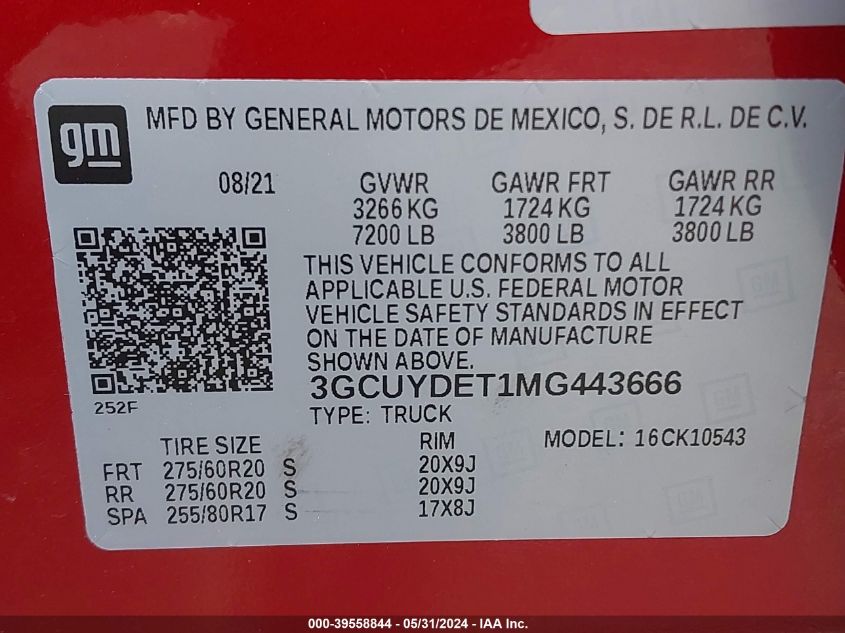 gm
MFD BY GENERAL MOTORS DE MEXICO, S. DE R.L. DE C.V.
08/21 GVWR GAWR FRT GAWR RR
3266 KG 1724 KG 1724 KG
7200 LB 3800 LB 3800 LB
THIS VEHICLE CONFORMS TO ALL
APPLICABLE U.S. FEDERAL MOTOR
VEHICLE SAFETY STANDARDS IN EFFECT
ON THE DATE OF MANUFACTURE
SHOWN ABOVE.
3GCUYDET1MG443666
252F
TYPE: TRUCK
TIRE SIZE RIM MODEL: 16CK10543
FRT 275/60R20 S 20X9J
RR 275/60R20 S 20X9J
SPA 255/80R17 S 17X8J
000-39558844 - 05/31/2024 - IAA Inc.